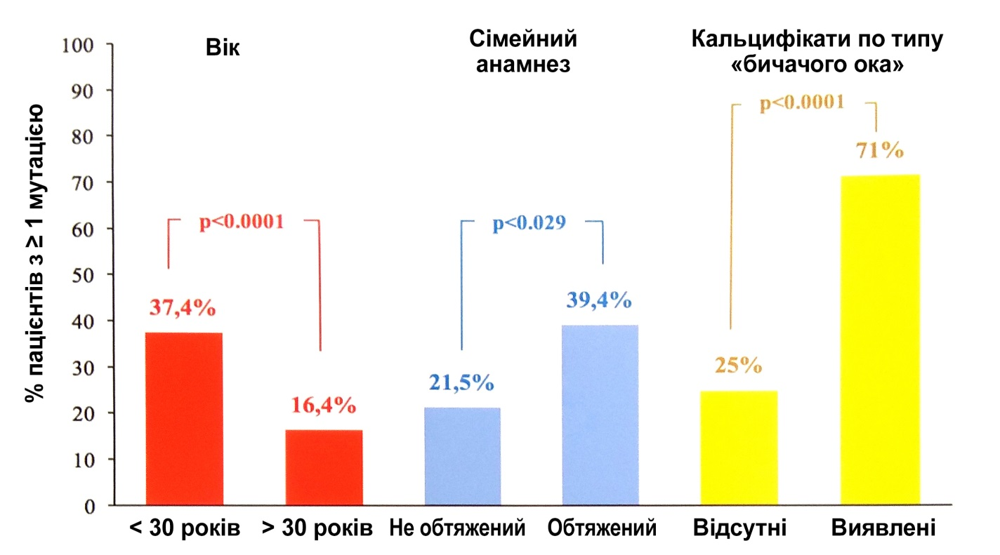 Вік
Сімейний
анамнез
Кальцифікати по типу
«бичачого ока»
% пацієнтів з ≥ 1 мутацією
100
90
80
70
60
50
40
30
20
10
0
p<0.0001
37,4%
16,4%
p<0.029
21,5%
39,4%
p<0.0001
25%
71%
< 30 років
> 30 років
Не обтяжений
Обтяжений
Відсутні
Виявлені